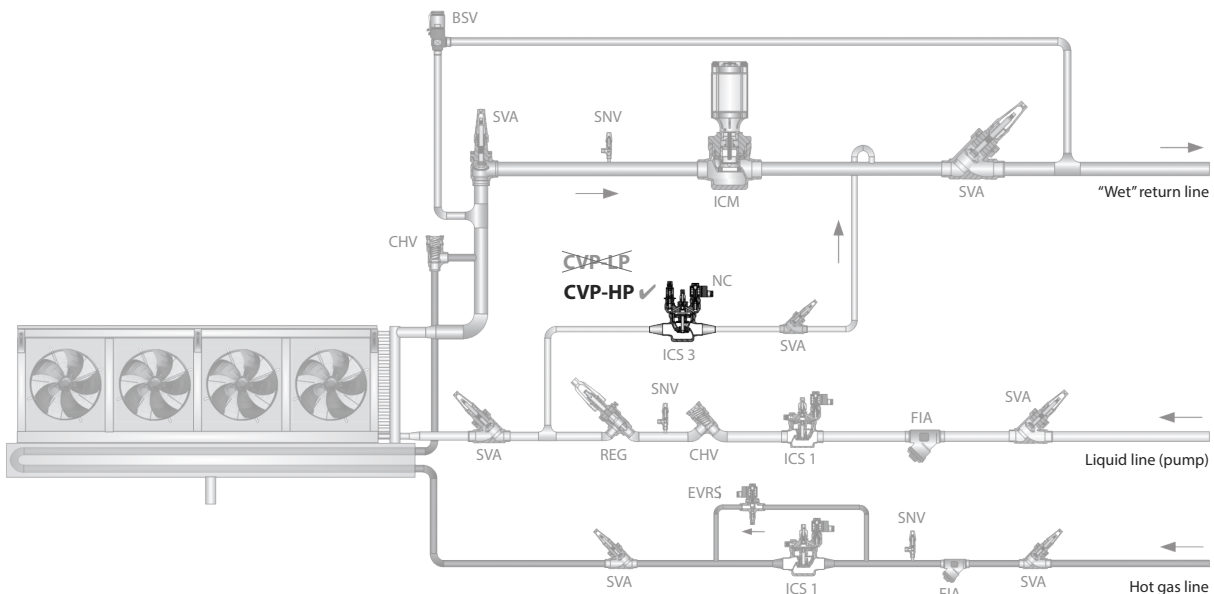 BSV
SVA
SNV
ICM
SVA
"Wet" return line
CHV
CVP-LP
CVP-HP ✔
NC
ICS 3
SVA
SVA
REG
SNV
CHV
ICS 1
FIA
SVA
Liquid line (pump)
EVRS
SVA
ICS 1
SNV
FIA
SVA
Hot gas line